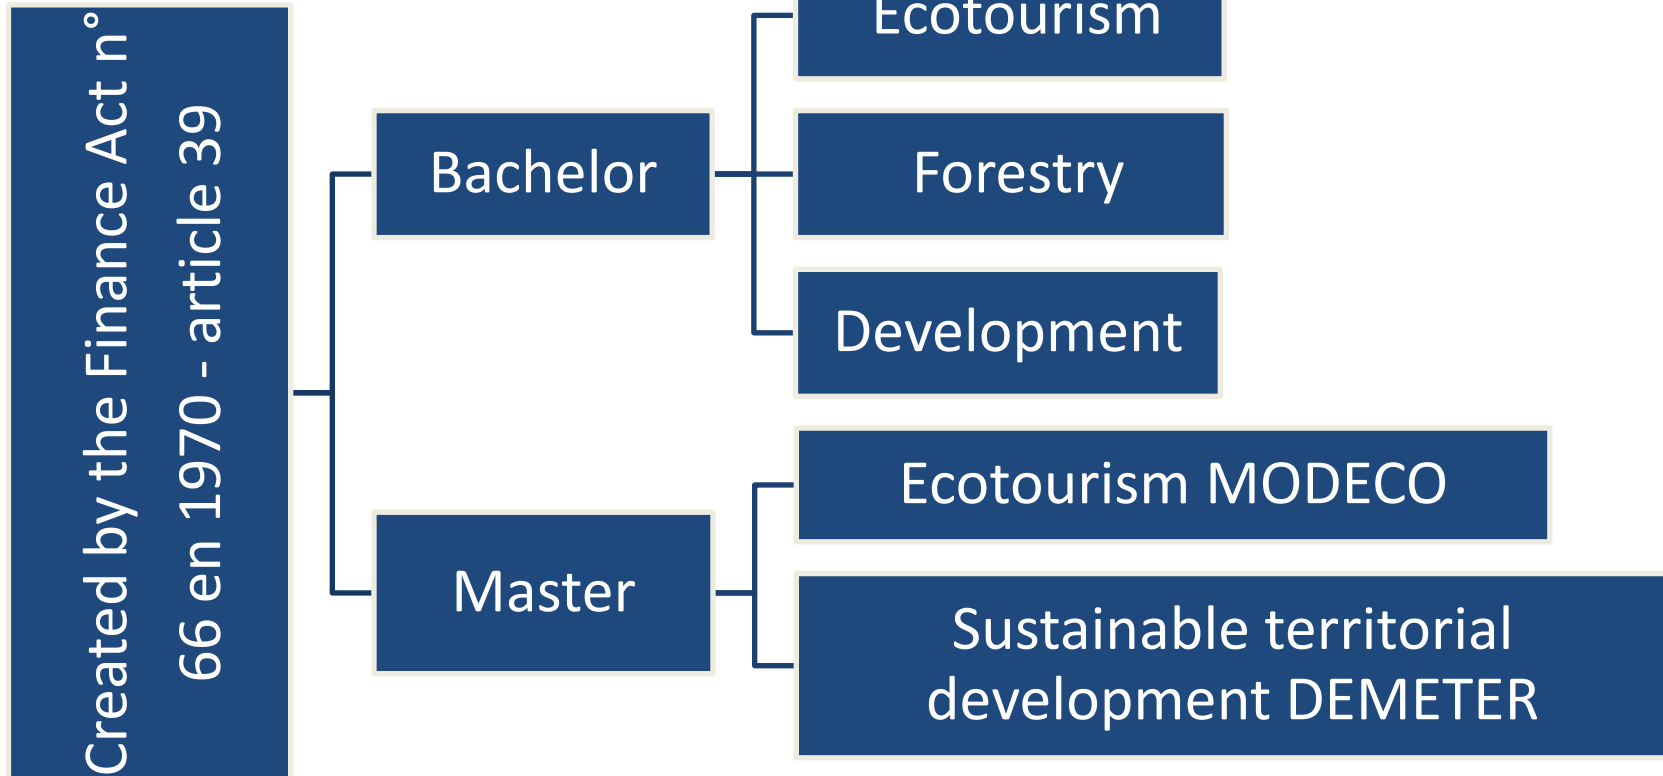 Created by the Finance Act n°
66 en 1970 - article 39
Bachelor
Ecotourism
Forestry
Development
Master
Ecotourism MODECO
Sustainable territorial
development DEMETER